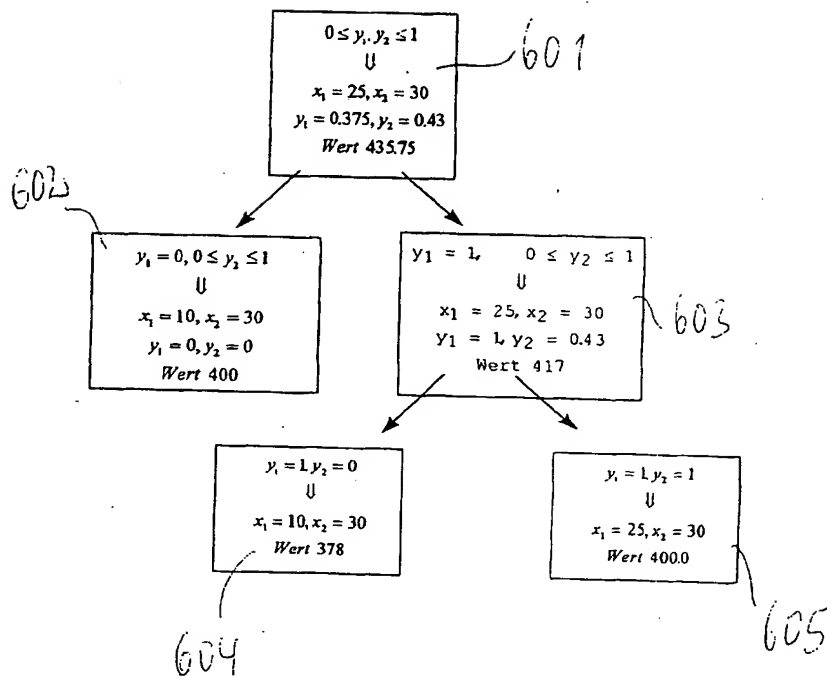 0 ≤ y₁, y₂ ≤ 1
⇓
x₁ = 25, x₂ = 30
y₁ = 0.375, y₂ = 0.43
Wert 435.75
601
602
y₁ = 0, 0 ≤ y₂ ≤ 1
⇓
x₁ = 10, x₂ = 30
y₁ = 0, y₂ = 0
Wert 400
y₁ = 1, 0 ≤ y₂ ≤ 1
⇓
x₁ = 25, x₂ = 30
y₁ = 1, y₂ = 0.43
Wert 417
603
y₁ = 1, y₂ = 0
⇓
x₁ = 10, x₂ = 30
Wert 378
604
y₁ = 1, y₂ = 1
⇓
x₁ = 25, x₂ = 30
Wert 400.0
605